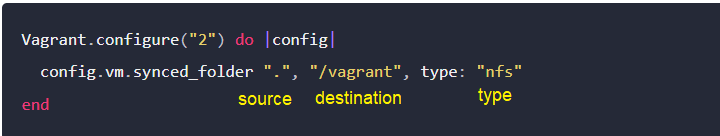 Vagrant.configure("2") do |config|
config.vm.synced_folder ".", "/vagrant", type: "nfs"
end
source destination type